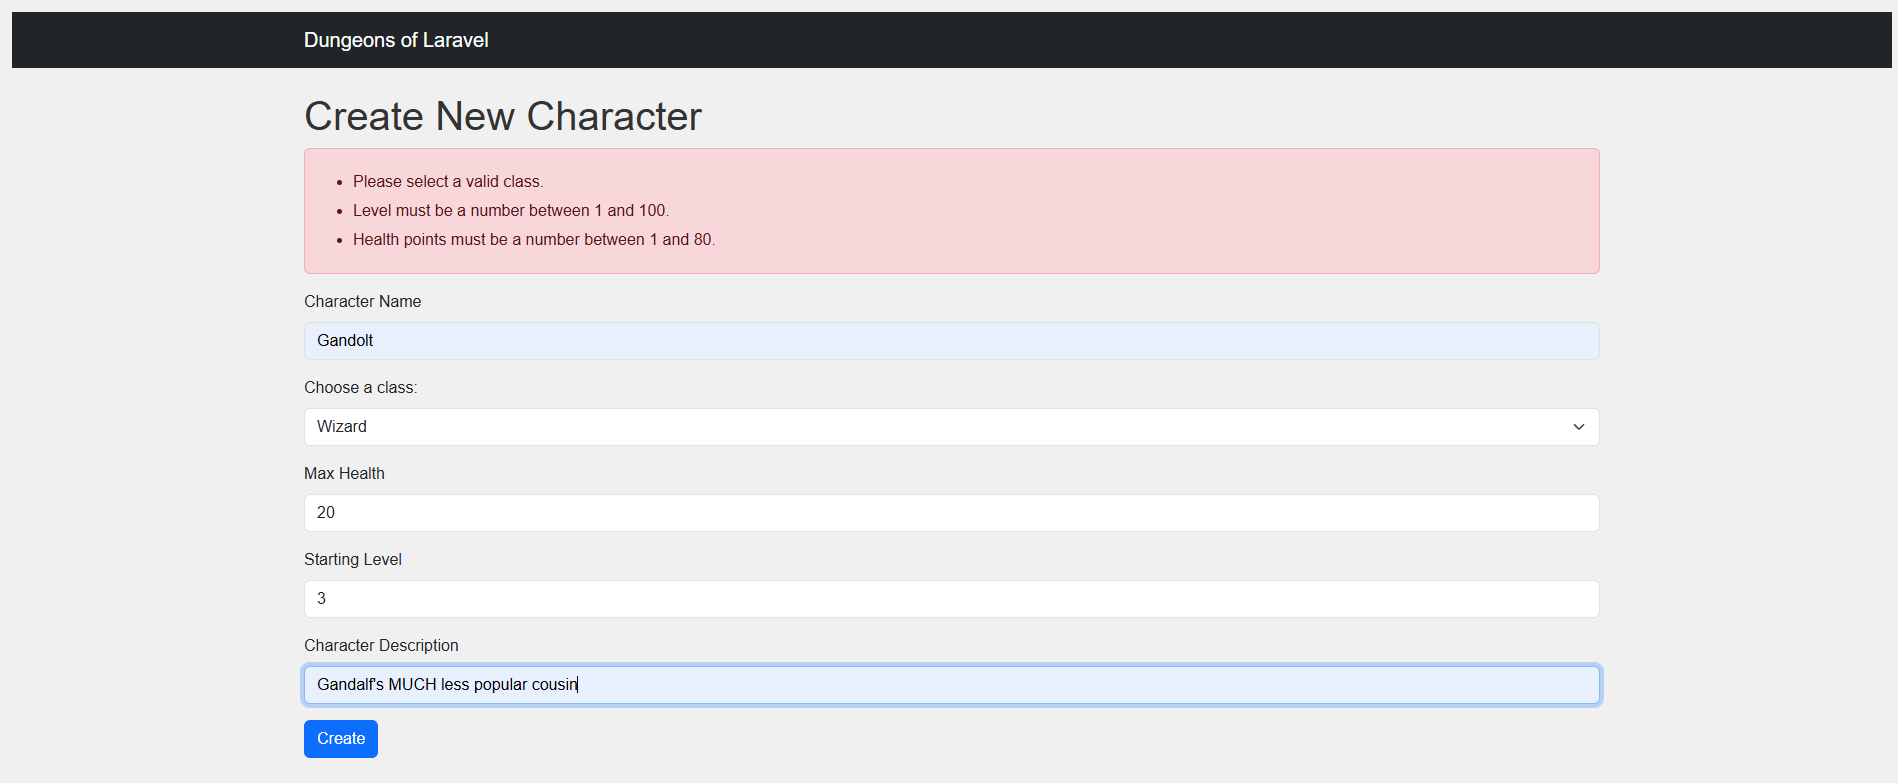 Dungeons of Laravel
Create New Character
Please select a valid class.
Level must be a number between 1 and 100.
Health points must be a number between 1 and 80.
Character Name
Gandolt
Choose a class:
Wizard
Max Health
20
Starting Level
3
Character Description
Gandalf's MUCH less popular cousin
Create